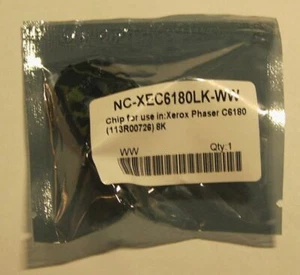 NC-XEC6180LK-WW
Chip for use in:Xerox Phaser C6180
(113R00726) 8K
WW Qty:1